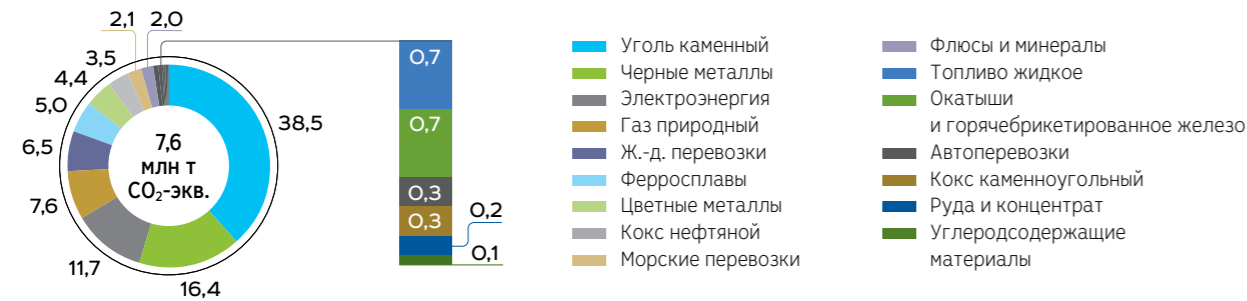 2,1
2,0
3,5
4,4
5,0
6,5
7,6
11,7
16,4
38,5
7,6
млн т
CO₂-экв.
0,7
0,7
0,3
0,3
0,2
0,1
Уголь каменный
Черные металлы
Электроэнергия
Газ природный
Ж.-д. перевозки
Ферросплавы
Цветные металлы
Кокс нефтяной
Морские перевозки
Флюсы и минералы
Топливо жидкое
Окатыши
и горячебрикетированное железо
Автоперевозки
Кокс каменноугольный
Руда и концентрат
Углеродсодержащие
материалы